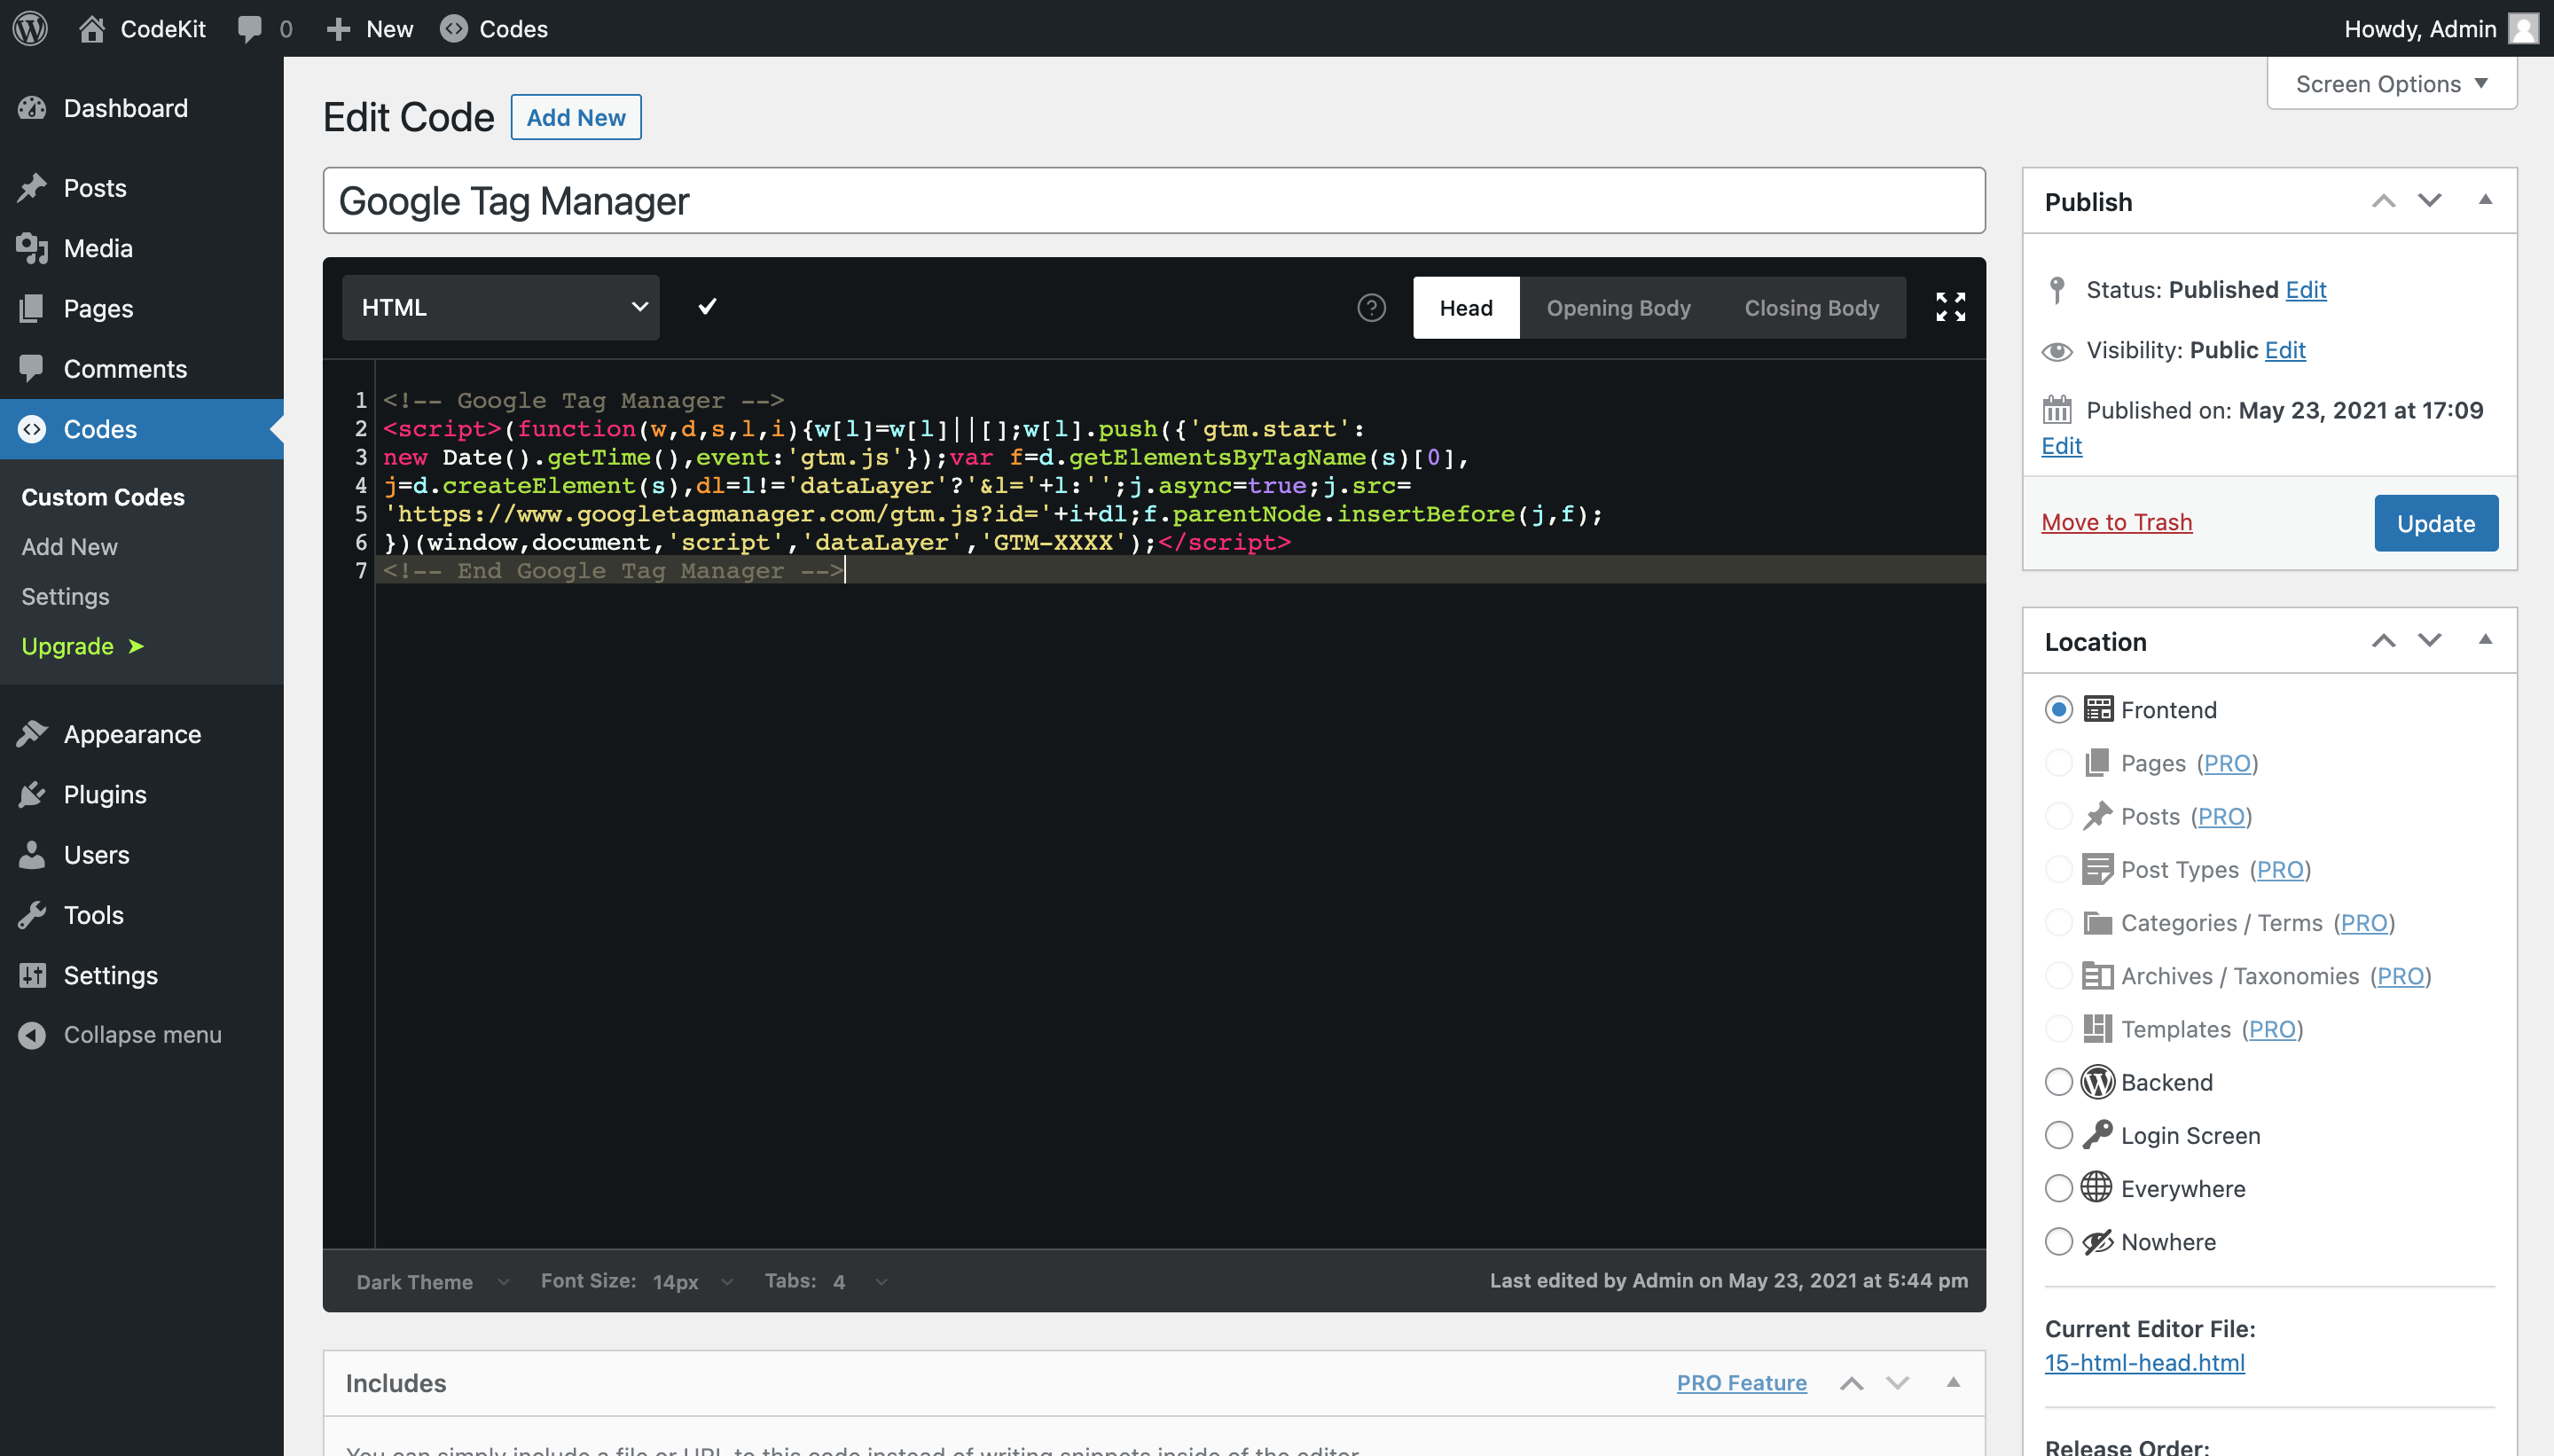 CodeKit 0 New Codes Howdy, Admin
Screen Options
Dashboard
Posts
Media
Pages
Comments
Codes
Custom Codes
Add New
Settings
Upgrade ➤
Appearance
Plugins
Users
Tools
Settings
Collapse menu
Edit Code Add New
Google Tag Manager
HTML ? Head Opening Body Closing Body
1 <!-- Google Tag Manager -->
2 <script>(function(w,d,s,l,i){w[l]=w[l]||[];w[l].push({'gtm.start':
3 new Date().getTime(),event:'gtm.js'});var f=d.getElementsByTagName(s)[0],
4 j=d.createElement(s),dl=l!='dataLayer'?'&l='+l:'';j.async=true;j.src=
5 'https://www.googletagmanager.com/gtm.js?id='+i+dl;f.parentNode.insertBefore(j,f);
6 })(window,document,'script','dataLayer','GTM-XXXX');</script>
7 <!-- End Google Tag Manager -->
Dark Theme Font Size: 14px Tabs: 4 Last edited by Admin on May 23, 2021 at 5:44 pm
Includes PRO Feature
You can simply include a file or URL to this code instead of writing snippets inside of the editor
Publish
Status: Published Edit
Visibility: Public Edit
Published on: May 23, 2021 at 17:09
Edit
Move to Trash Update
Location
Frontend
Pages (PRO)
Posts (PRO)
Post Types (PRO)
Categories / Terms (PRO)
Archives / Taxonomies (PRO)
Templates (PRO)
Backend
Login Screen
Everywhere
Nowhere
Current Editor File:
15-html-head.html
Release Order: